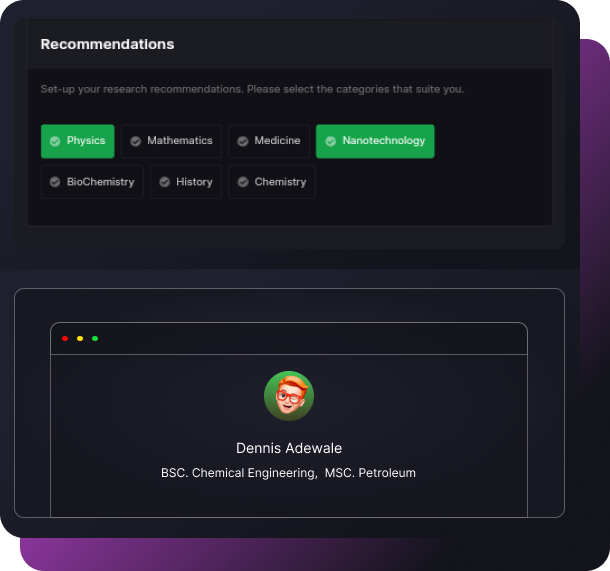 Recommendations
Set-up your research recommendations. Please select the categories that suite you.
Physics Mathematics Medicine Nanotechnology
BioChemistry History Chemistry
Dennis Adewale
BSC. Chemical Engineering, MSC. Petroleum